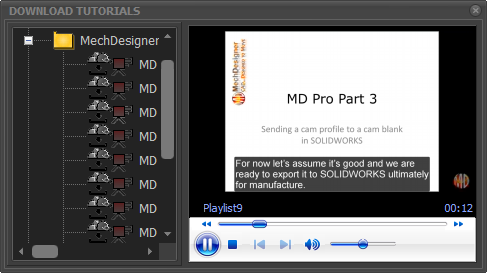 DOWNLOAD TUTORIALS
MechDesigner
MD
MD
MD
MD
MD
MD
MD
MD
MechDesigner
MD Pro Part 3
Sending a cam profile to a cam blank
in SOLIDWORKS
For now let's assume it's good and we are
ready to export it to SOLIDWORKS ultimately
for manufacture.
Playlist9
00:12